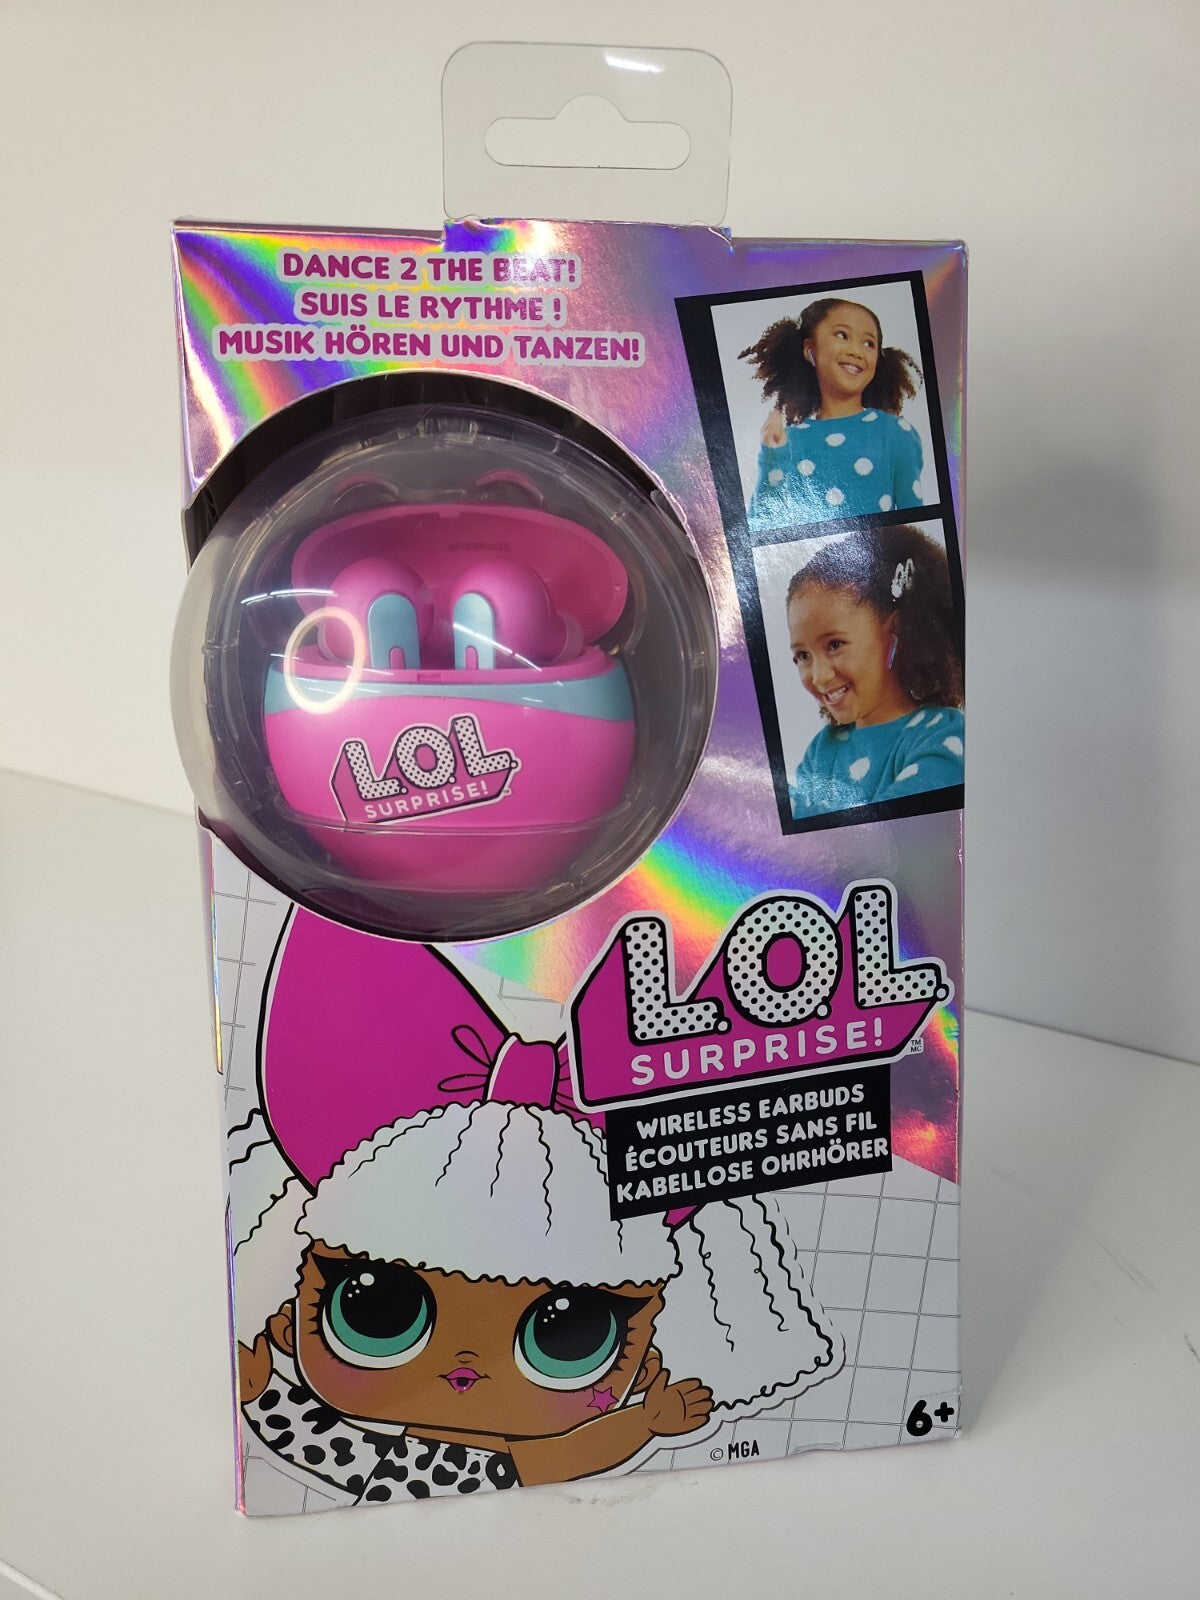 DANCE 2 THE BEAT!
SUIS LE RYTHME !
MUSIK HÖREN UND TANZEN!
L.O.L.
SURPRISE!
L.O.L.
SURPRISE!
TM
MC
WIRELESS EARBUDS
ÉCOUTEURS SANS FIL
KABELLOSE OHRHÖRER
6+
© MGA